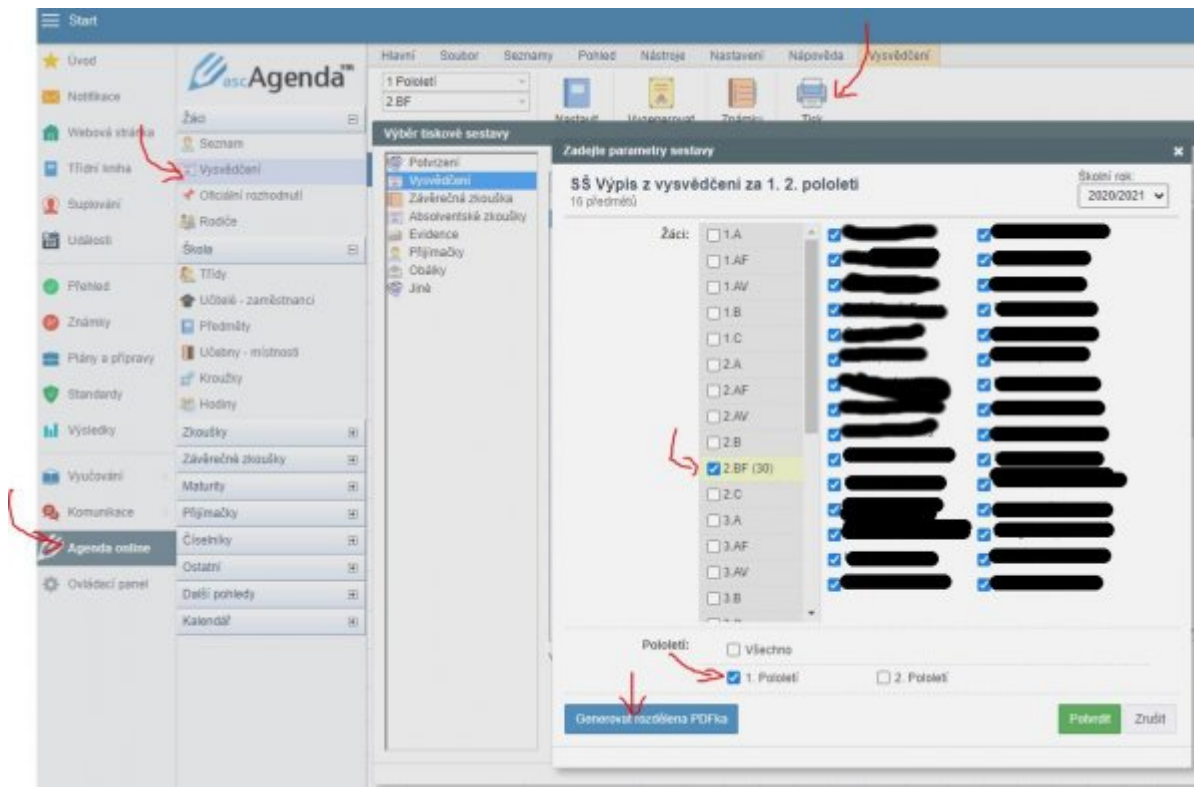 Start
Úvod
Notifikace
Webová stránka
Třídní kniha
Suplování
Události
Přehled
Známky
Plány a přípravy
Standardy
Výsledky
Vyučování
Komunikace
Agenda online
Ovládací panel
ascAgenda™
Žáci
Seznam
Vysvědčení
Oficiální rozhodnutí
Rodiče
Škola
Třídy
Učitelé - zaměstnanci
Předměty
Učebny - místnosti
Kroužky
Hodiny
Zkoušky
Závěrečné zkoušky
Maturity
Přijímačky
Číselníky
Ostatní
Další pohledy
Kalendář
Hlavní Soubor Seznamy Pohled Nástroje Nastavení Nápověda Vysvědčení
1 Pololetí
2.BF
Nastavit Vygenerovat Známky Tisk
Výběr tiskové sestavy
Potvrzení
Vysvědčení
Závěrečná zkouška
Absolventské zkoušky
Evidence
Přijímačky
Obálky
Jiné
Zadejte parametry sestavy
SŠ Výpis z vysvědčení za 1. 2. pololetí
16 předmětů
Školní rok:
2020/2021
Žáci:
1.A
1.AF
1.AV
1.B
1.C
2.A
2.AF
2.AV
2.B
2.BF (30)
2.C
3.A
3.AF
3.AV
3.B
Pololetí:
Všechno
1. Pololetí 2. Pololetí
Generovat rozdělena PDFka
Potvrdit Zrušit